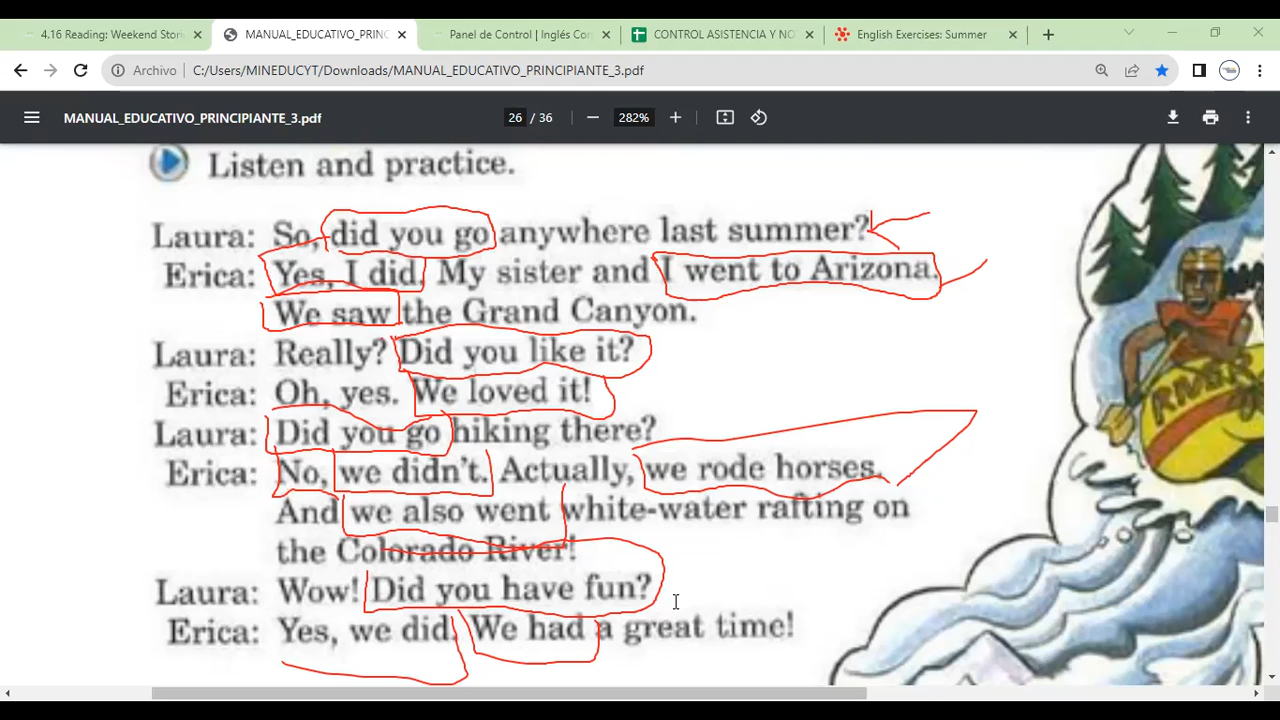 4.16 Reading: Weekend Stori
MANUAL_EDUCATIVO_PRINC
Panel de Control | Inglés Con
CONTROL ASISTENCIA Y NO
English Exercises: Summer
Archivo
C:/Users/MINEDUCYT/Downloads/MANUAL_EDUCATIVO_PRINCIPIANTE_3.pdf
MANUAL_EDUCATIVO_PRINCIPIANTE_3.pdf
26 / 36
282%
Listen and practice.
Laura: So, did you go anywhere last summer?
Erica: Yes, I did. My sister and I went to Arizona.
We saw the Grand Canyon.
Laura: Really? Did you like it?
Erica: Oh, yes. We loved it!
Laura: Did you go hiking there?
Erica: No, we didn't. Actually, we rode horses.
And we also went white-water rafting on
the Colorado River!
Laura: Wow! Did you have fun?
Erica: Yes, we did. We had a great time!
RIVER